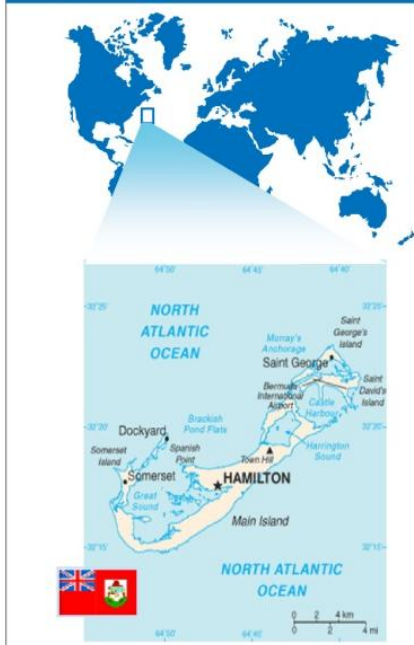 64°50'
64°45'
64°40'
32°25'
32°25'
NORTH
ATLANTIC
OCEAN
Murray's
Anchorage
Saint
George's
Island
Saint George
Bermuda
International
Airport
Castle
Harbour
Saint
David's
Island
32°20'
32°20'
Brackish
Pond Flats
Dockyard
Spanish
Point
Harrington
Sound
Somerset
Island
Somerset
Town Hill
HAMILTON
Great
Sound
Main Island
32°15'
32°15'
NORTH ATLANTIC
OCEAN
0 2 4 km
0 2 4 mi
64°50'
64°45'
64°40'